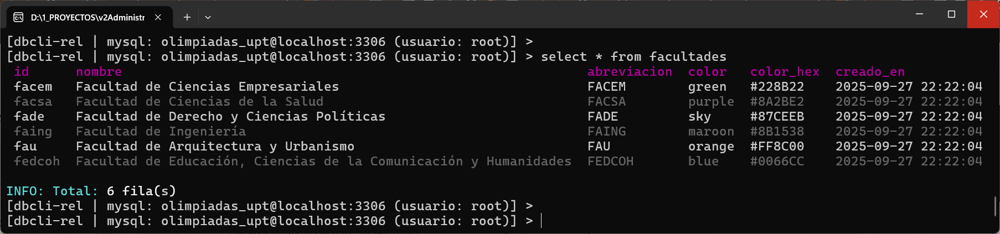 D:\1_PROYECTOS\v2Administr
[dbcli-rel | mysql: olimpiadas_upt@localhost:3306 (usuario: root)] >
[dbcli-rel | mysql: olimpiadas_upt@localhost:3306 (usuario: root)] > select * from facultades
id nombre abreviacion color color_hex creado_en
facem Facultad de Ciencias Empresariales FACEM green #228B22 2025-09-27 22:22:04
facsa Facultad de Ciencias de la Salud FACSA purple #8A2BE2 2025-09-27 22:22:04
fade Facultad de Derecho y Ciencias Políticas FADE sky #87CEEB 2025-09-27 22:22:04
faing Facultad de Ingeniería FAING maroon #8B1538 2025-09-27 22:22:04
fau Facultad de Arquitectura y Urbanismo FAU orange #FF8C00 2025-09-27 22:22:04
fedcoh Facultad de Educación, Ciencias de la Comunicación y Humanidades FEDCOH blue #0066CC 2025-09-27 22:22:04
INFO: Total: 6 fila(s)
[dbcli-rel | mysql: olimpiadas_upt@localhost:3306 (usuario: root)] >
[dbcli-rel | mysql: olimpiadas_upt@localhost:3306 (usuario: root)] >